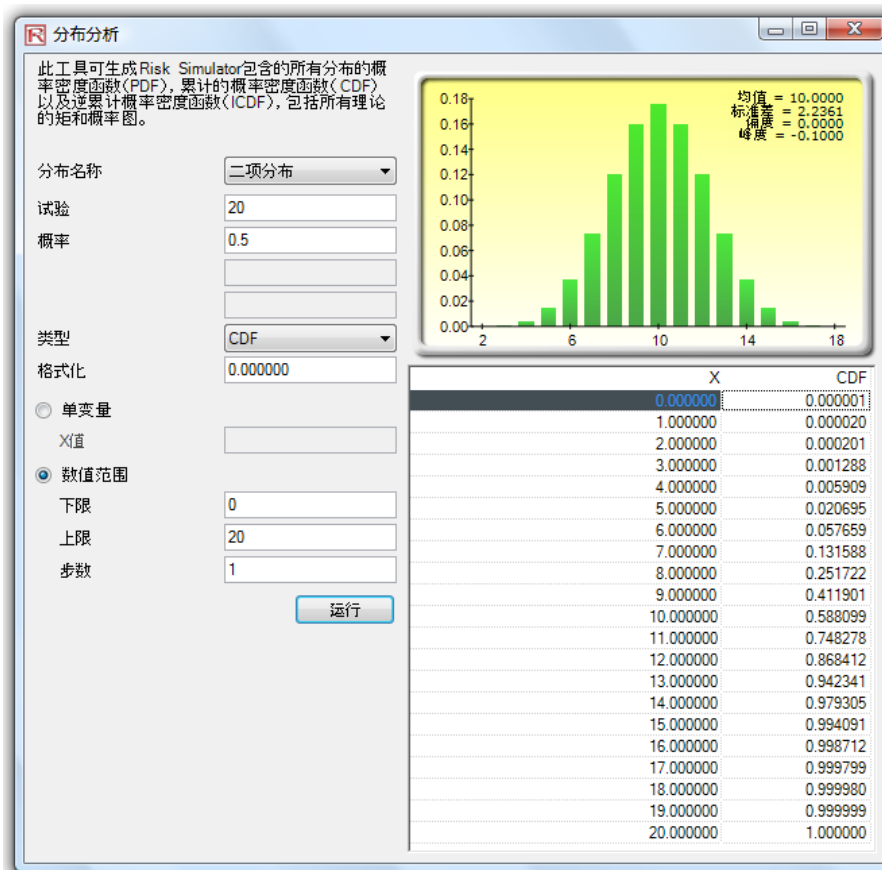 分布分析
此工具可生成Risk Simulator包含的所有分布的概
率密度函数(PDF), 累计的概率密度函数(CDF)
以及逆累计概率密度函数(ICDF), 包括所有理论
的矩和概率图。
分布名称 二项分布
试验 20
概率 0.5
类型 CDF
格式化 0.000000
单变量
X值
数值范围
下限 0
上限 20
步数 1
运行
均值 = 10.0000
标准差 = 2.2361
偏度 = 0.0000
峰度 = -0.1000
0.18
0.16
0.14
0.12
0.10
0.08
0.06
0.04
0.02
0.00
2 6 10 14 18
X CDF
0.000000 0.000001
1.000000 0.000020
2.000000 0.000201
3.000000 0.001288
4.000000 0.005909
5.000000 0.020695
6.000000 0.057659
7.000000 0.131588
8.000000 0.251722
9.000000 0.411901
10.000000 0.588099
11.000000 0.748278
12.000000 0.868412
13.000000 0.942341
14.000000 0.979305
15.000000 0.994091
16.000000 0.998712
17.000000 0.999799
18.000000 0.999980
19.000000 0.999999
20.000000 1.000000